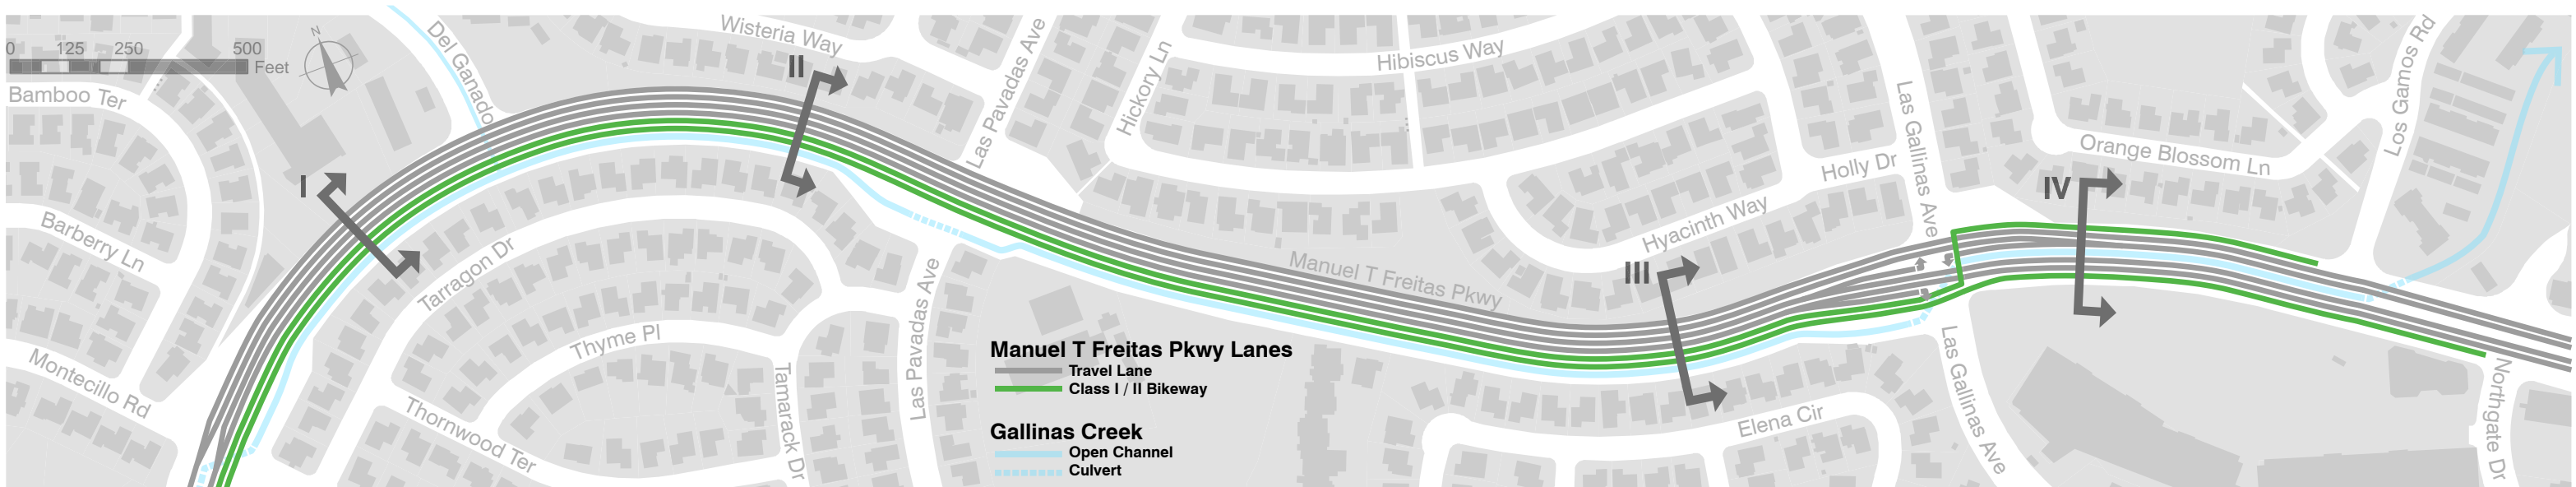 0 125 250 500
Feet
N
Bamboo Ter
Barberry Ln
Montecillo Rd
I
Del Ganado
Tarragon Dr
Thyme Pl
Thornwood Ter
Tamarack Dr
Wisteria Way
II
Las Pavadas Ave
Las Pavadas Ave
Hickory Ln
Hibiscus Way
Manuel T Freitas Pkwy
Manuel T Freitas Pkwy Lanes
Travel Lane
Class I / II Bikeway
Gallinas Creek
Open Channel
Culvert
III
Hyacinth Way
Holly Dr
Elena Cir
Las Gallinas Ave
Las Gallinas Ave
IV
Orange Blossom Ln
Los Gamos Rd
Northgate Dr